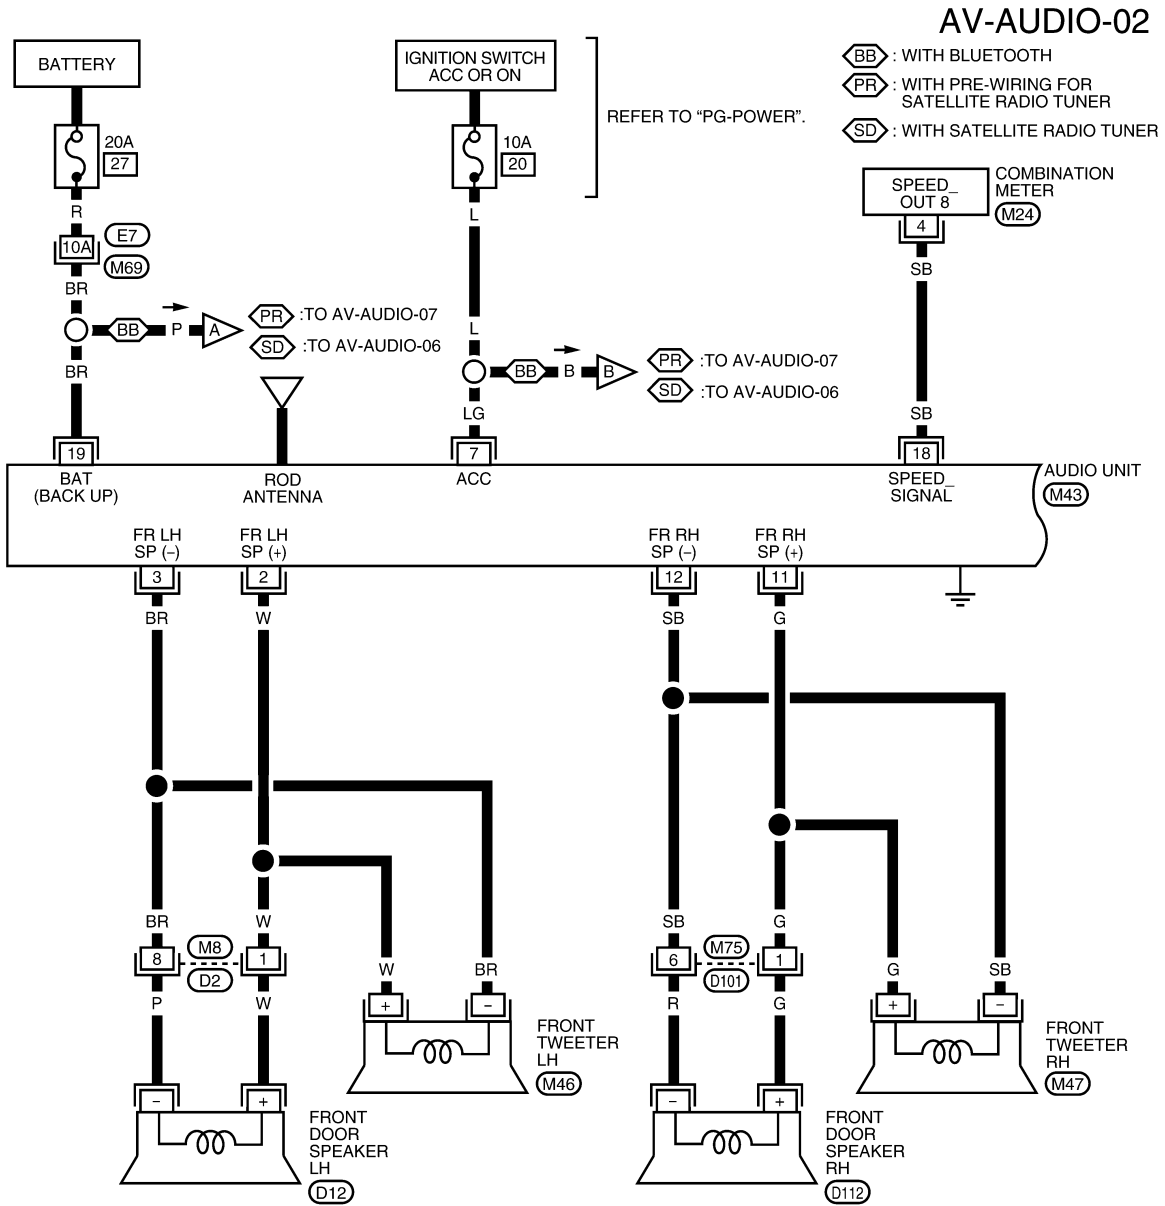 AV-AUDIO-02
BATTERY
IGNITION SWITCH
ACC OR ON
REFER TO “PG-POWER”.
BB : WITH BLUETOOTH
PR : WITH PRE-WIRING FOR
SATELLITE RADIO TUNER
SD : WITH SATELLITE RADIO TUNER
20A
27
10A
20
SPEED_
OUT 8
COMBINATION
METER
M24
4
R
L
10A
E7
M69
SB
BR
BB
P
A
PR :TO AV-AUDIO-07
SD :TO AV-AUDIO-06
L
BB
B
B
PR :TO AV-AUDIO-07
SD :TO AV-AUDIO-06
BR
LG
SB
19
7
18
BAT
(BACK UP)
ROD
ANTENNA
ACC
SPEED_
SIGNAL
AUDIO UNIT
M43
FR LH
SP (−)
FR LH
SP (+)
FR RH
SP (−)
FR RH
SP (+)
3
2
12
11
BR
W
SB
G
BR
W
SB
G
8
M8
D2
1
6
M75
D101
1
W
BR
G
SB
P
W
R
G
+
−
+
−
FRONT
TWEETER
LH
M46
FRONT
TWEETER
RH
M47
−
+
−
+
FRONT
DOOR
SPEAKER
LH
D12
FRONT
DOOR
SPEAKER
RH
D112